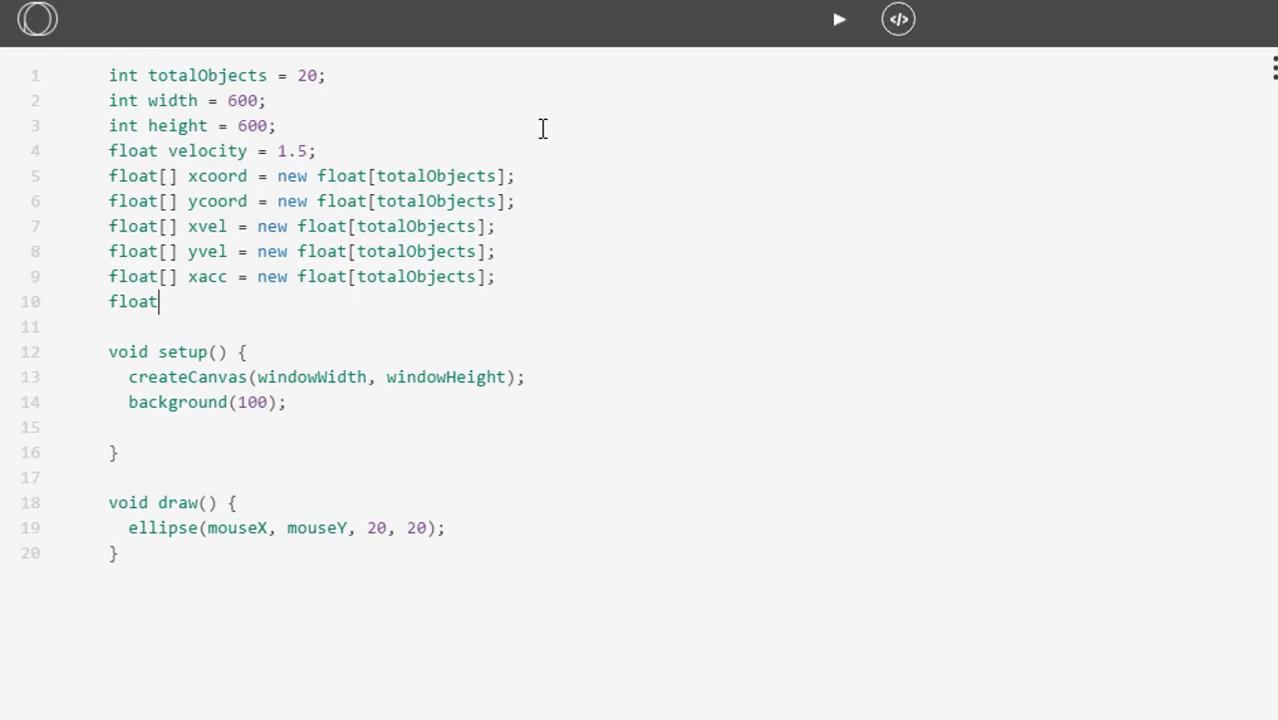 </>
1 int totalObjects = 20;
2 int width = 600;
3 int height = 600;
4 float velocity = 1.5;
5 float[] xcoord = new float[totalObjects];
6 float[] ycoord = new float[totalObjects];
7 float[] xvel = new float[totalObjects];
8 float[] yvel = new float[totalObjects];
9 float[] xacc = new float[totalObjects];
10 float
11
12 void setup() {
13 createCanvas(windowWidth, windowHeight);
14 background(100);
15
16 }
17
18 void draw() {
19 ellipse(mouseX, mouseY, 20, 20);
20 }